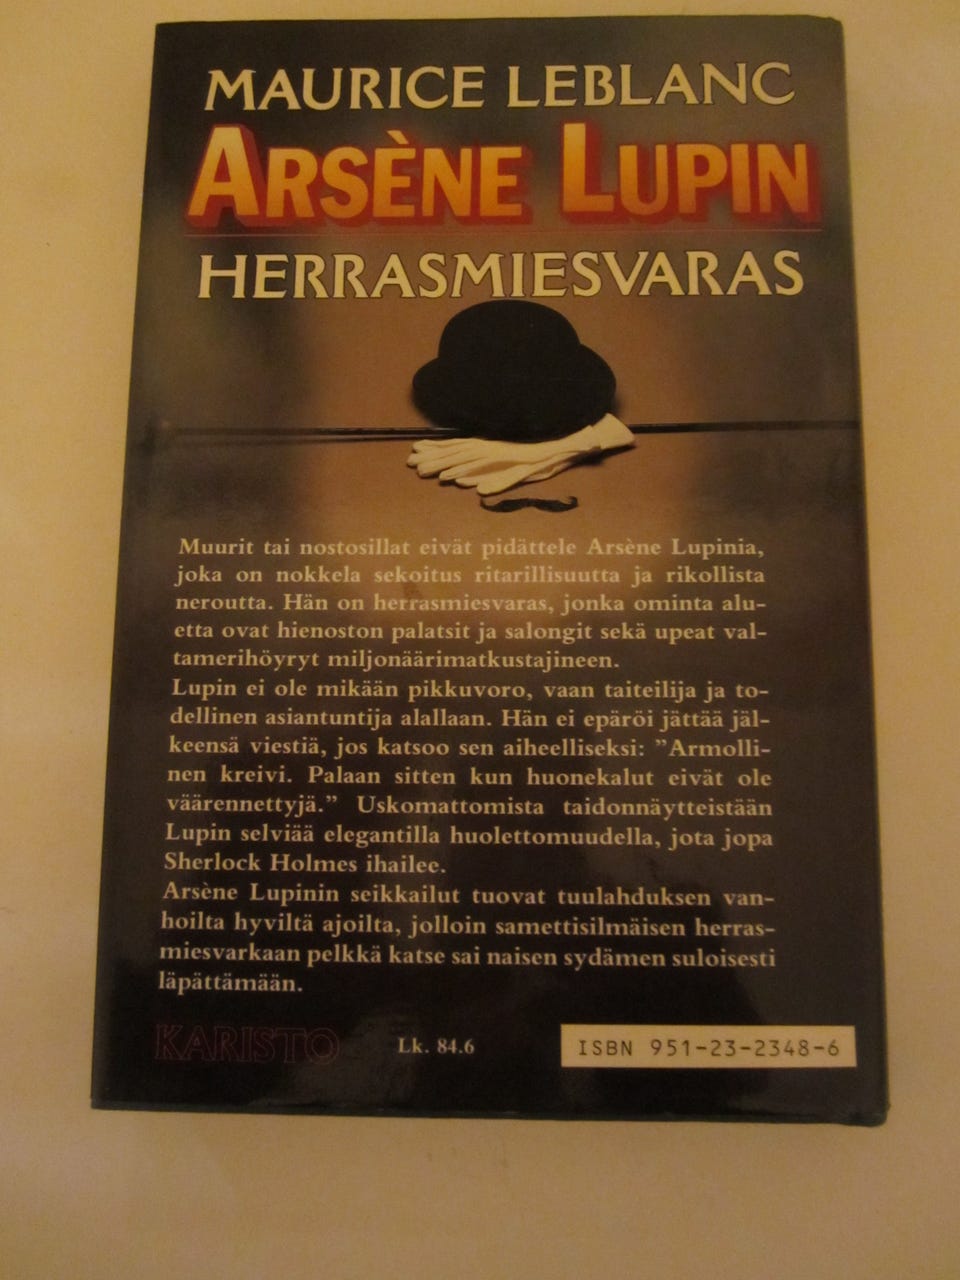 MAURICE LEBLANC
ARSÈNE LUPIN
HERRASMIESVARAS
Muurit tai nostosillat eivät pidättele Arsène Lupinia,
joka on nokkela sekoitus ritarillisuutta ja rikollista
neroutta. Hän on herrasmiesvaras, jonka ominta alu-
etta ovat hienoston palatsit ja salongit sekä upeat val-
tamerihöyryt miljonäärimatkustajineen.
Lupin ei ole mikään pikkuvoro, vaan taiteilija ja to-
dellinen asiantuntija alallaan. Hän ei epäröi jättää jäl-
keensä viestiä, jos katsoo sen aiheelliseksi: ”Armolli-
nen kreivi. Palaan sitten kun huonekalut eivät ole
väärennettyjä.” Uskomattomista taidonnäytteistään
Lupin selviää elegantilla huolettomuudella, jota jopa
Sherlock Holmes ihailee.
Arsène Lupinin seikkailut tuovat tuulahduksen van-
hoilta hyviltä ajoilta, jolloin samettisilmäisen herras-
miesvarkaan pelkkä katse sai naisen sydämen suloisesti
läpättämään.
KARISTO Lk. 84.6 ISBN 951-23-2348-6